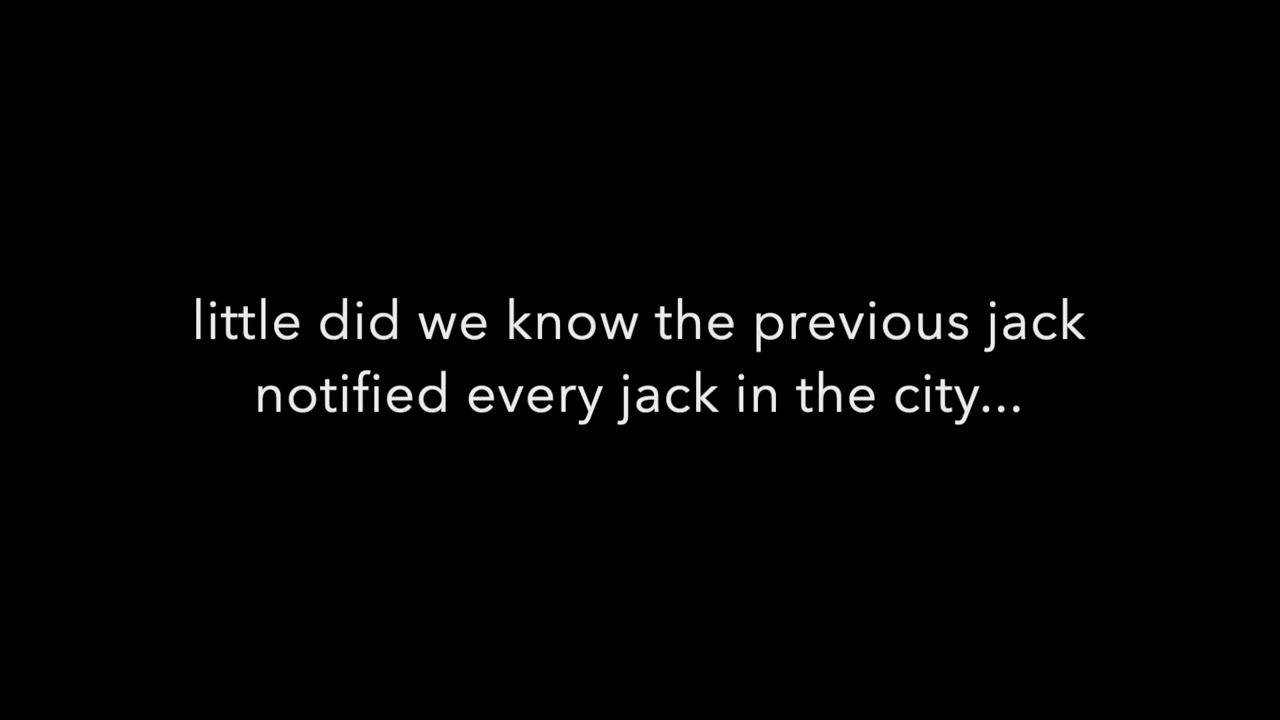 little did we know the previous jack
notified every jack in the city...